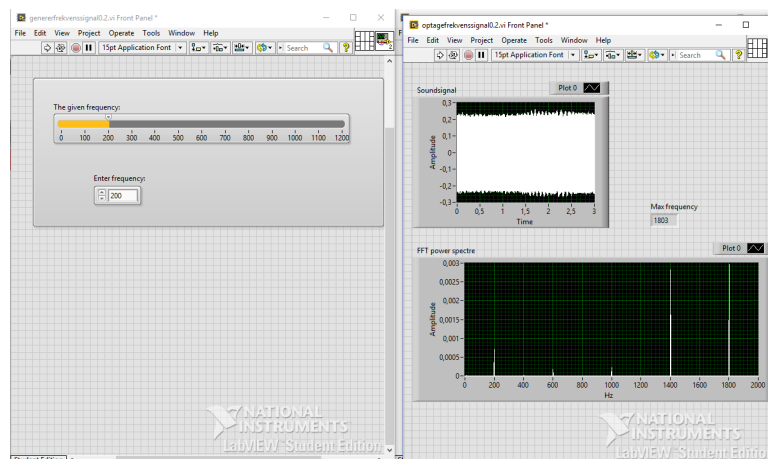 genererfrekvenssignal0.2.vi Front Panel *
File Edit View Project Operate Tools Window Help
15pt Application Font
Search
2
The given frequency:
0 100 200 300 400 500 600 700 800 900 1000 1100 1200
Enter frequency:
200
NATIONAL
INSTRUMENTS
LabVIEW Student Edition
Student Edition
optagefrekvenssignal0.2.vi Front Panel *
File Edit View Project Operate Tools Window Help
15pt Application Font
Search
Soundsignal
Plot 0
Amplitude
0,3-
0,2-
0,1-
0-
-0,1-
-0,2-
-0,3-
0 0,5 1 1,5 2 2,5 3
Time
Max frequency
1803
FFT power spectre
Plot 0
Amplitude
0,003-
0,0025-
0,002-
0,0015-
0,001-
0,0005-
0-
0 200 400 600 800 1000 1200 1400 1600 1800 2000
Hz
NATIONAL
INSTRUMENTS
LabVIEW Student Edition